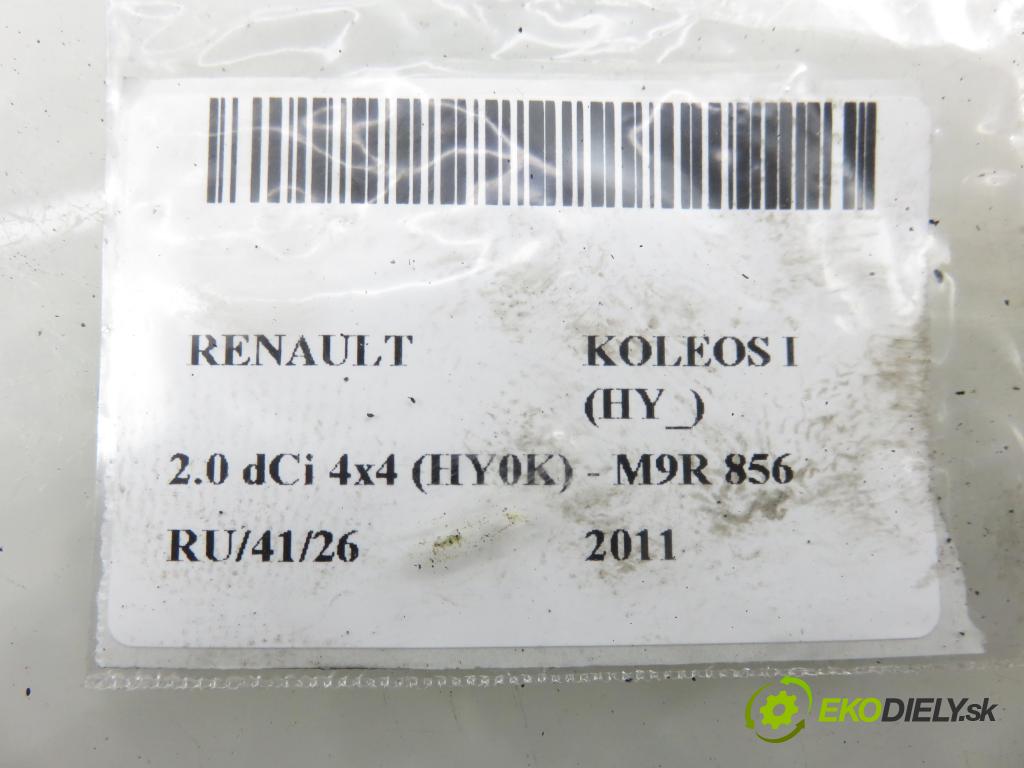 RENAULT KOLEOS I
(HY_)
2.0 dCi 4x4 (HY0K) - M9R 856
RU/41/26 2011
EKODIELY.sk